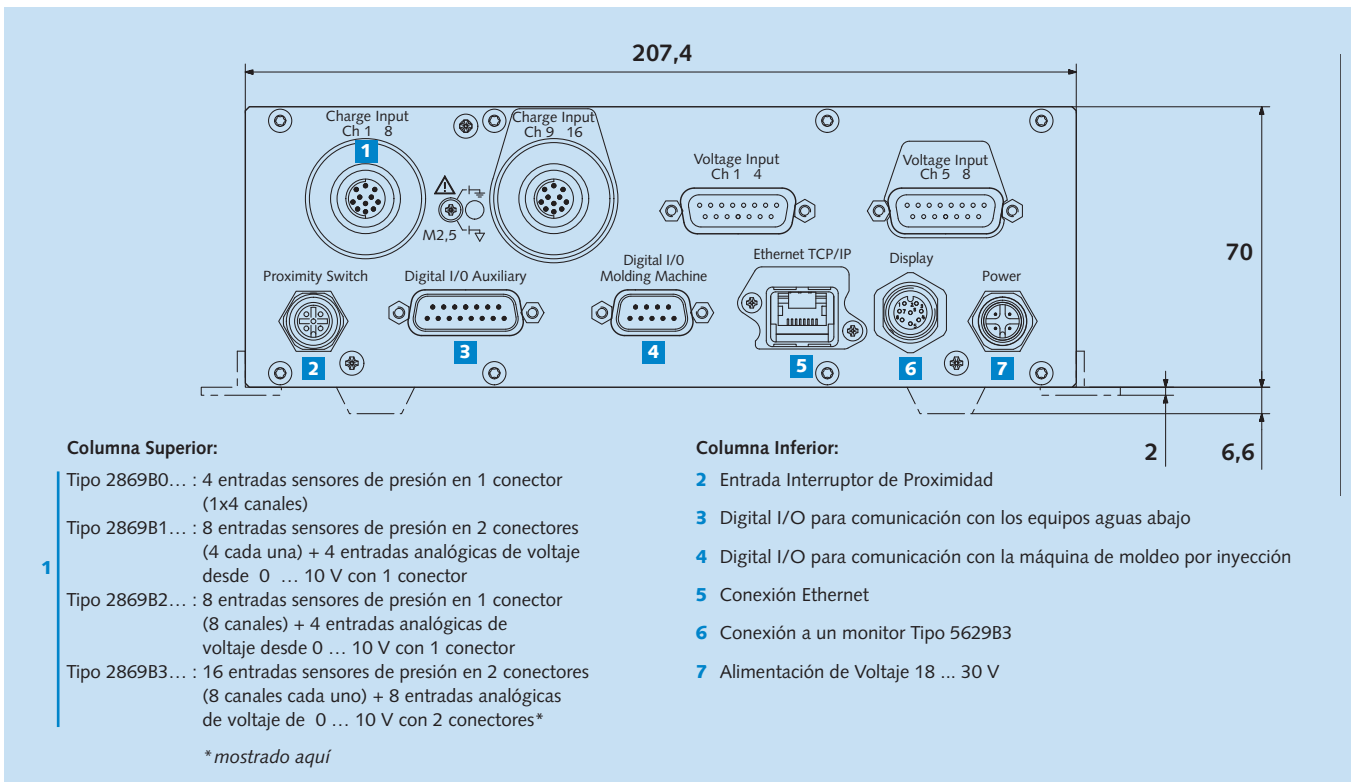 207,4
Charge Input
Ch 1 8
1
Charge Input
Ch 9 16
Voltage Input
Ch 1 4
Voltage Input
Ch 5 8
M2,5
70
Proximity Switch
Digital I/0 Auxiliary
Digital I/0
Molding Machine
Ethernet TCP/IP
Display
Power
2
3
4
5
6
7
2
6,6
Columna Superior:
1
Tipo 2869B0… : 4 entradas sensores de presión en 1 conector
(1x4 canales)
Tipo 2869B1… : 8 entradas sensores de presión en 2 conectores
(4 cada una) + 4 entradas analógicas de voltaje
desde 0 … 10 V con 1 conector
Tipo 2869B2… : 8 entradas sensores de presión en 1 conector
(8 canales) + 4 entradas analógicas de
voltaje desde 0 … 10 V con 1 conector
Tipo 2869B3… : 16 entradas sensores de presión en 2 conectores
(8 canales cada uno) + 8 entradas analógicas
de voltaje de 0 … 10 V con 2 conectores*
*mostrado aquí
Columna Inferior:
2 Entrada Interruptor de Proximidad
3 Digital I/O para comunicación con los equipos aguas abajo
4 Digital I/O para comunicación con la máquina de moldeo por inyección
5 Conexión Ethernet
6 Conexión a un monitor Tipo 5629B3
7 Alimentación de Voltaje 18 ... 30 V